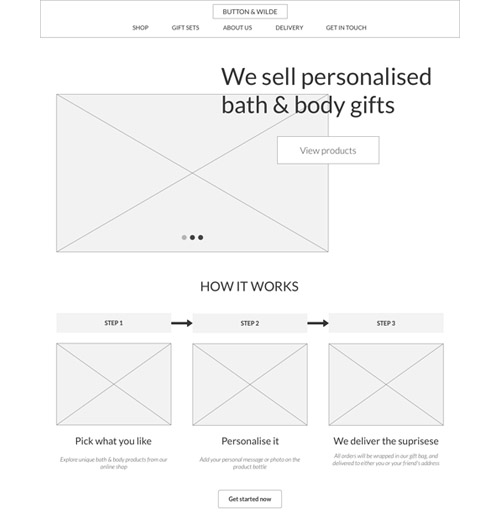 BUTTON & WILDE
SHOP GIFT SETS ABOUT US DELIVERY GET IN TOUCH
We sell personalised
bath & body gifts
View products
HOW IT WORKS
STEP 1 STEP 2 STEP 3
Pick what you like
Explore unique bath & body products from our
online shop
Personalise it
Add your personal message or photo on the
product bottle
We deliver the suprisese
All orders will be wrapped in our gift bag, and
delivered to either you or your friend's address
Get started now